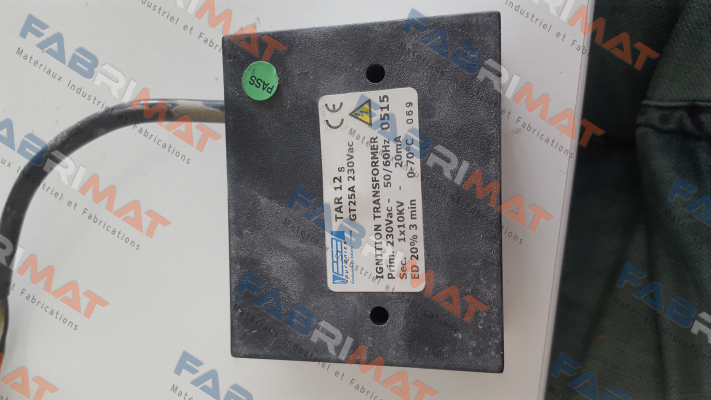 PASS
CE
TAR 12 S
GT25A 230Vac
IGNITION TRANSFORMER 0515
Prim. 230Vac - 50/60Hz
Sec. 1x10KV - 20mA
ED 20% 3 min 0-70°C 069
FABRIMAT
Materiaux Industriel et Fabrications